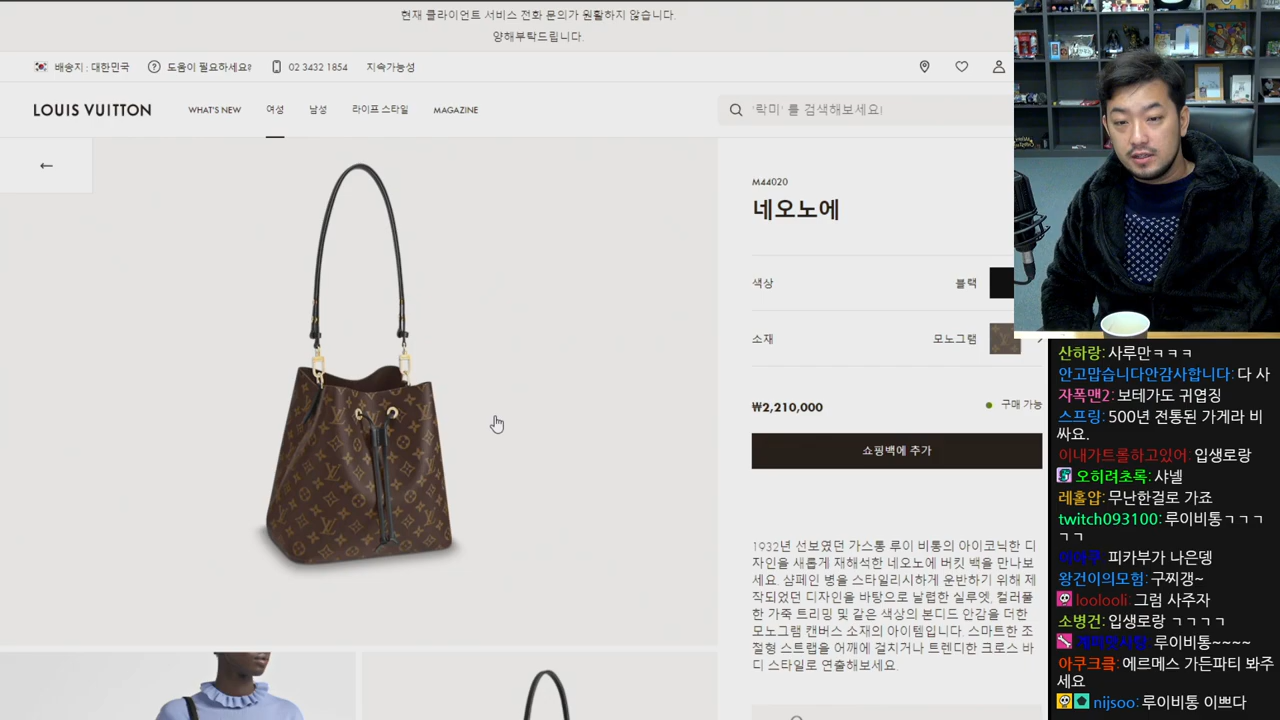 현재 클라이언트 서비스 전화 문의가 원활하지 않습니다.
양해부탁드립니다.
배송지 : 대한민국
도움이 필요하세요?
02 3432 1854
지속가능성
LOUIS VUITTON
WHAT'S NEW
여성
남성
라이프 스타일
MAGAZINE
'락미' 를 검색해보세요!
M44020
네오노에
색상
블랙
소재
모노그램
₩2,210,000
구매 가능
쇼핑백에 추가
1932년 선보였던 가스통 루이 비통의 아이코닉한 디
자인을 새롭게 재해석한 네오노에 버킷 백을 만나보
세요. 샴페인 병을 스타일리시하게 운반하기 위해 제
작되었던 디자인을 바탕으로 날렵한 실루엣, 컬러풀
한 가죽 트리밍 및 같은 색상의 본디드 안감을 더한
모노그램 캔버스 소재의 아이템입니다. 스마트한 조
절형 스트랩을 어깨에 걸치거나 트렌디한 크로스 바
디 스타일로 연출해보세요.
산하랑: 사루만ㅋㅋㅋ
안고맙습니다안감사합니다: 다 사
자폭맨2: 보테가도 귀엽징
스프링: 500년 전통된 가게라 비
싸요.
이내가트롤하고있어: 입생로랑
오히려초록: 샤넬
레홀얍: 무난한걸로 가죠
twitch093100: 루이비통ㄱㄱㄱ
ㄱㄱ
피카부가 나은뎅
왕건이의모험: 구찌갱~
loolooli: 그럼 사주자
소병건: 입생로랑 ㄱㄱㄱㄱ
루이비통~~~~
아쿠크큨: 에르메스 가든파티 봐주
세요
nijsoo: 루이비통 이쁘다